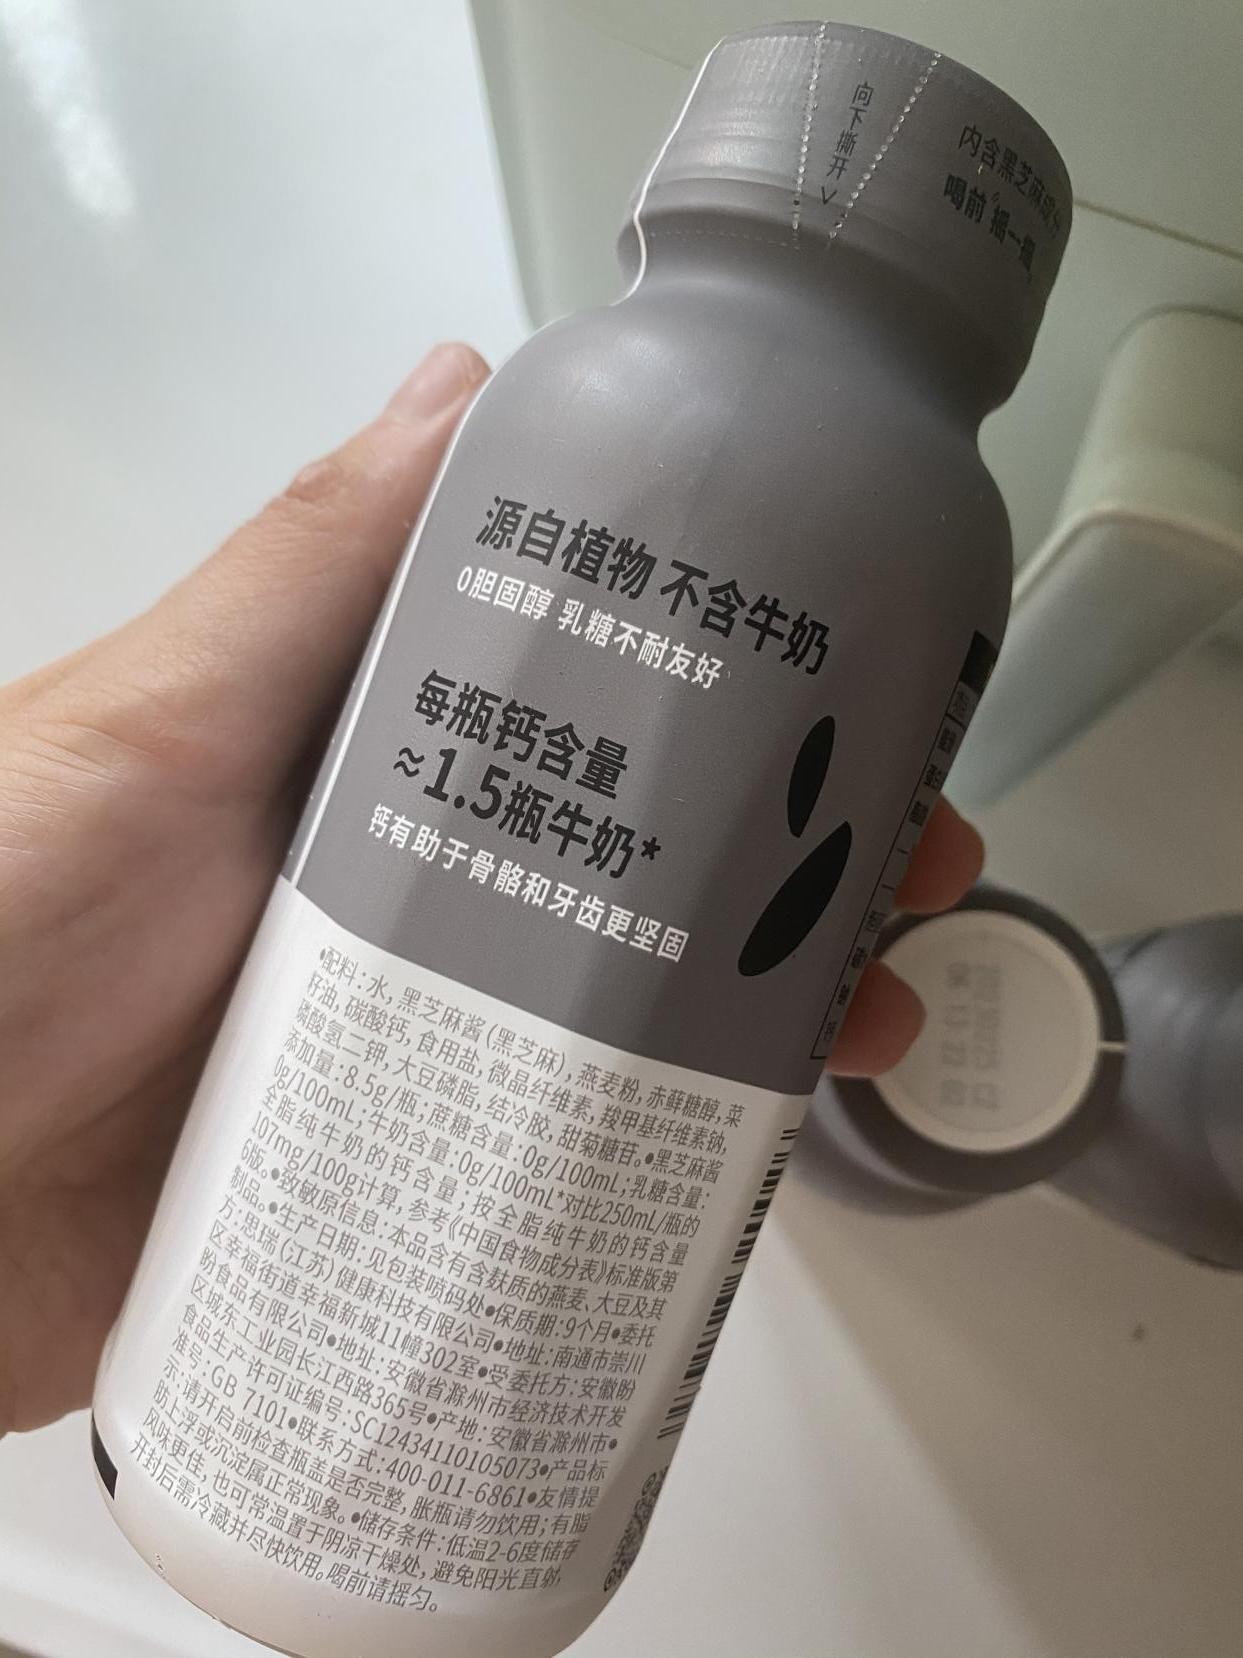 向下撕开
内含黑芝麻成分
喝前 摇一摇
源自植物 不含牛奶
0胆固醇 乳糖不耐友好
每瓶钙含量
≈1.5瓶牛奶*
钙有助于骨骼和牙齿更坚固
•配料:水, 黑芝麻酱(黑芝麻), 燕麦粉, 赤藓糖醇, 菜
籽油, 碳酸钙, 食用盐, 微晶纤维素, 羧甲基纤维素钠,
磷酸氢二钾, 大豆磷脂, 结冷胶, 甜菊糖苷。•黑芝麻酱
添加量:8.5g/瓶;蔗糖含量:0g/100mL;乳糖含量:
0g/100mL;牛奶含量:0g/100mL*对比250mL/瓶的
全脂纯牛奶的钙含量;按全脂纯牛奶的钙含量
107mg/100g计算, 参考《中国食物成分表》标准版第
6版。•致敏原信息:本品含有含麸质的燕麦、大豆及其
制品。•生产日期:见包装喷码处•保质期:9个月•委托
方:思瑞(江苏)健康科技有限公司•地址:南通市崇川
区幸福街道幸福新城11幢302室•受委托方:安徽盼
盼食品有限公司•地址:安徽省滁州市经济技术开发
区城东工业园长江西路365号•产地:安徽省滁州市•
食品生产许可证编号:SC12434110105073•产品标
准号:GB 7101•联系方式:400-011-6861•友情提
示:请开启前检查瓶盖是否完整, 胀瓶请勿饮用;有脂
肪上浮或沉淀属正常现象。•储存条件:低温2-6度储存
风味更佳, 也可常温置于阴凉干燥处, 避免阳光直射,
开封后需冷藏并尽快饮用。喝前请摇匀。